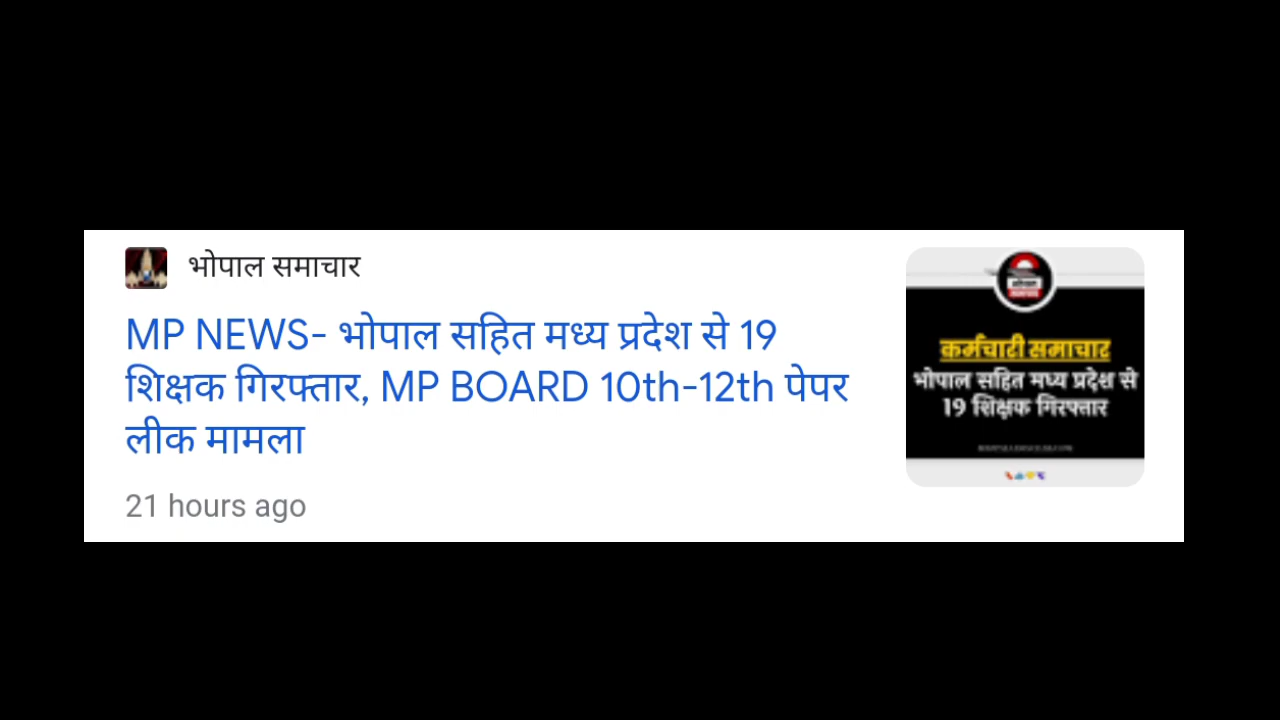 भोपाल समाचार
MP NEWS- भोपाल सहित मध्य प्रदेश से 19
शिक्षक गिरफ्तार, MP BOARD 10th-12th पेपर
लीक मामला
21 hours ago
कर्मचारी समाचार
भोपाल सहित मध्य प्रदेश से
19 शिक्षक गिरफ्तार